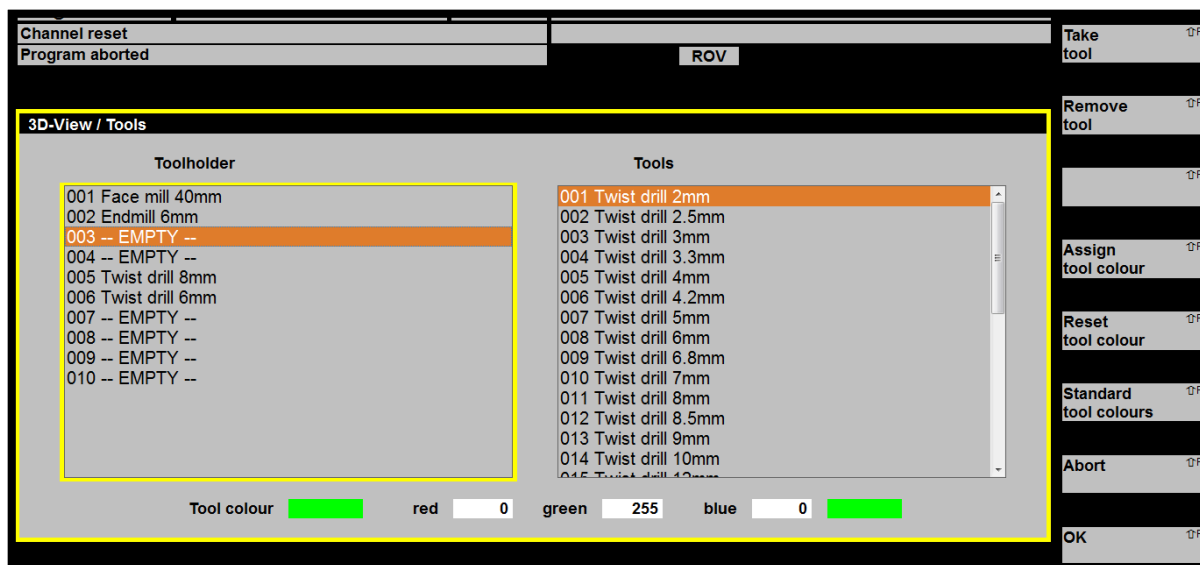 Channel reset
Program aborted
ROV
3D-View / Tools
Toolholder
001 Face mill 40mm
002 Endmill 6mm
003 -- EMPTY --
004 -- EMPTY --
005 Twist drill 8mm
006 Twist drill 6mm
007 -- EMPTY --
008 -- EMPTY --
009 -- EMPTY --
010 -- EMPTY --
Tools
001 Twist drill 2mm
002 Twist drill 2.5mm
003 Twist drill 3mm
004 Twist drill 3.3mm
005 Twist drill 4mm
006 Twist drill 4.2mm
007 Twist drill 5mm
008 Twist drill 6mm
009 Twist drill 6.8mm
010 Twist drill 7mm
011 Twist drill 8mm
012 Twist drill 8.5mm
013 Twist drill 9mm
014 Twist drill 10mm
015 Twist drill 12mm
Tool colour red 0 green 255 blue 0
Take
tool
Remove
tool
Assign
tool colour
Reset
tool colour
Standard
tool colours
Abort
OK